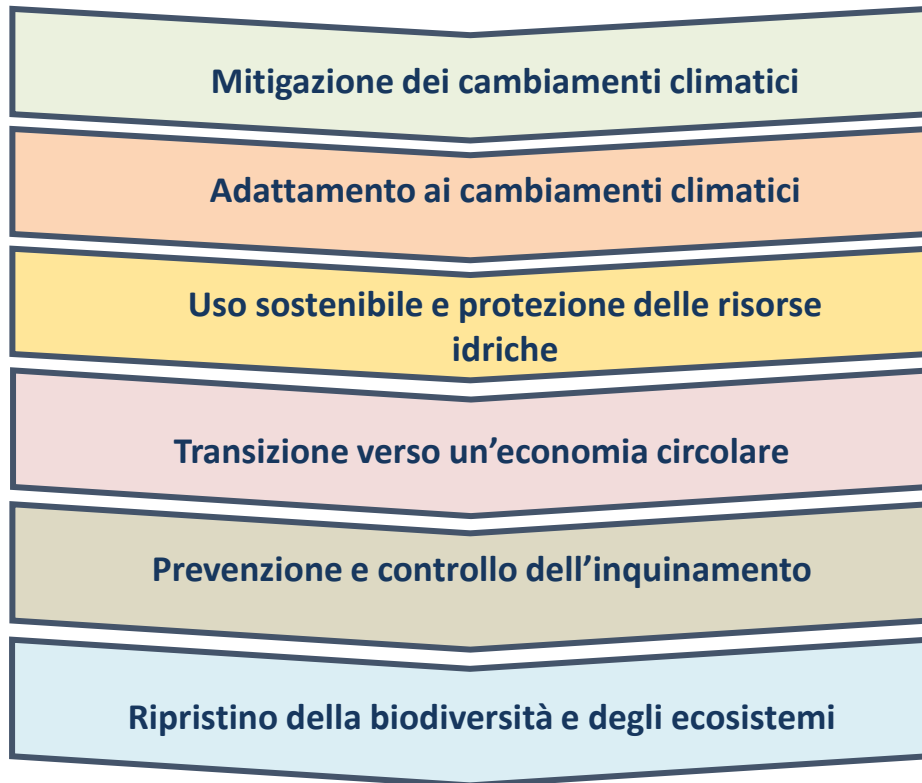 Mitigazione dei cambiamenti climatici
Adattamento ai cambiamenti climatici
Uso sostenibile e protezione delle risorse
idriche
Transizione verso un’economia circolare
Prevenzione e controllo dell’inquinamento
Ripristino della biodiversità e degli ecosistemi